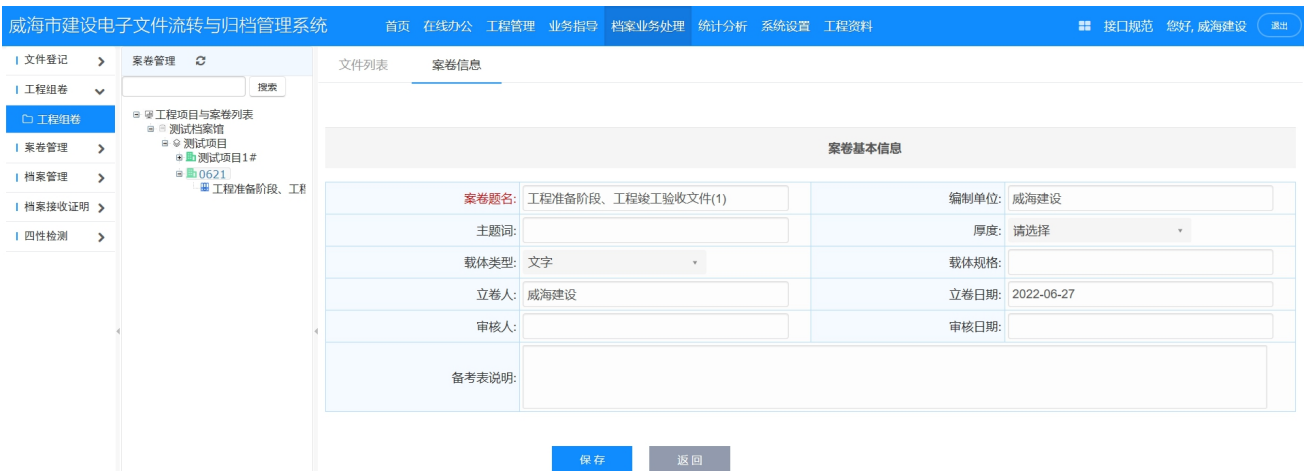 威海市建设电子文件流转与归档管理系统 首页 在线办公 工程管理 业务指导 档案业务处理 统计分析 系统设置 工程资料 接口规范 您好, 威海建设 退出
文件登记
工程组卷
工程组卷
案卷管理
档案管理
档案接收证明
四性检测
案卷管理
搜索
工程项目与案卷列表
测试档案馆
测试项目
测试项目1#
0621
工程准备阶段、工程
文件列表 案卷信息
案卷基本信息
案卷题名: 工程准备阶段、工程竣工验收文件(1) 编制单位: 威海建设
主题词: 厚度: 请选择
载体类型: 文字 载体规格:
立卷人: 威海建设 立卷日期: 2022-06-27
审核人: 审核日期:
备考表说明:
保存 返回